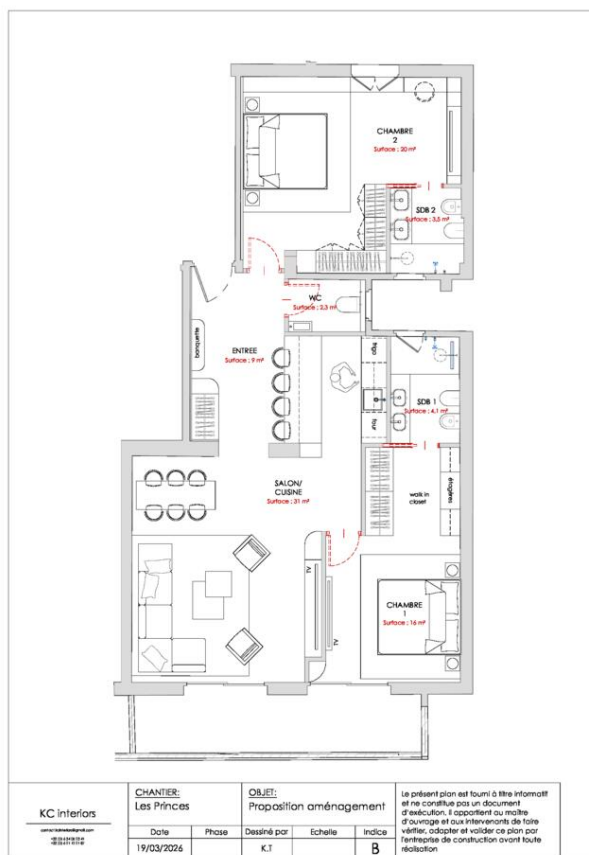 CHAMBRE
2
Surface : 20 m²
SDB 2
Surface : 3,5 m²
WC
Surface : 2,5 m²
banquette
ENTREE
Surface : 9 m²
frigo
four
SDB 1
Surface : 4,1 m²
SALON/
CUISINE
Surface : 31 m²
walk in
closet
étagères
TV
TV
CHAMBRE
1
Surface : 16 m²
KC interiors
CHANTIER:
Les Princes
OBJET:
Proposition aménagement
Date
Phase
Dessiné par
Echelle
Indice
19/03/2026
K.T
B
Le présent plan est fourni à titre informatif
et ne constitue pas un document
d'exécution. Il appartient au maître
d'ouvrage et aux intervenants de faire
vérifier, adapter et valider ce plan par
l'entreprise de construction avant toute
réalisation